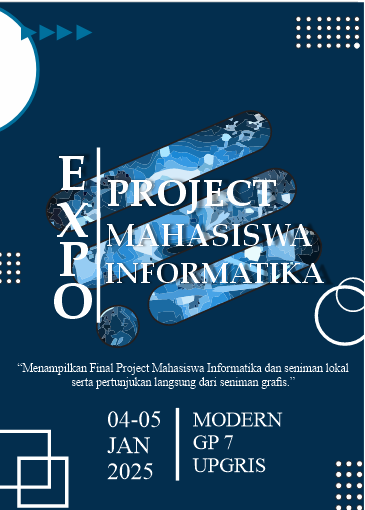 EXPO
PROJECT
MAHASISWA
INFORMATIKA
“Menampilkan Final Project Mahasiswa Informatika dan seniman lokal
serta pertunjukan langsung dari seniman grafis.”
04-05
JAN
2025
MODERN
GP 7
UPGRIS